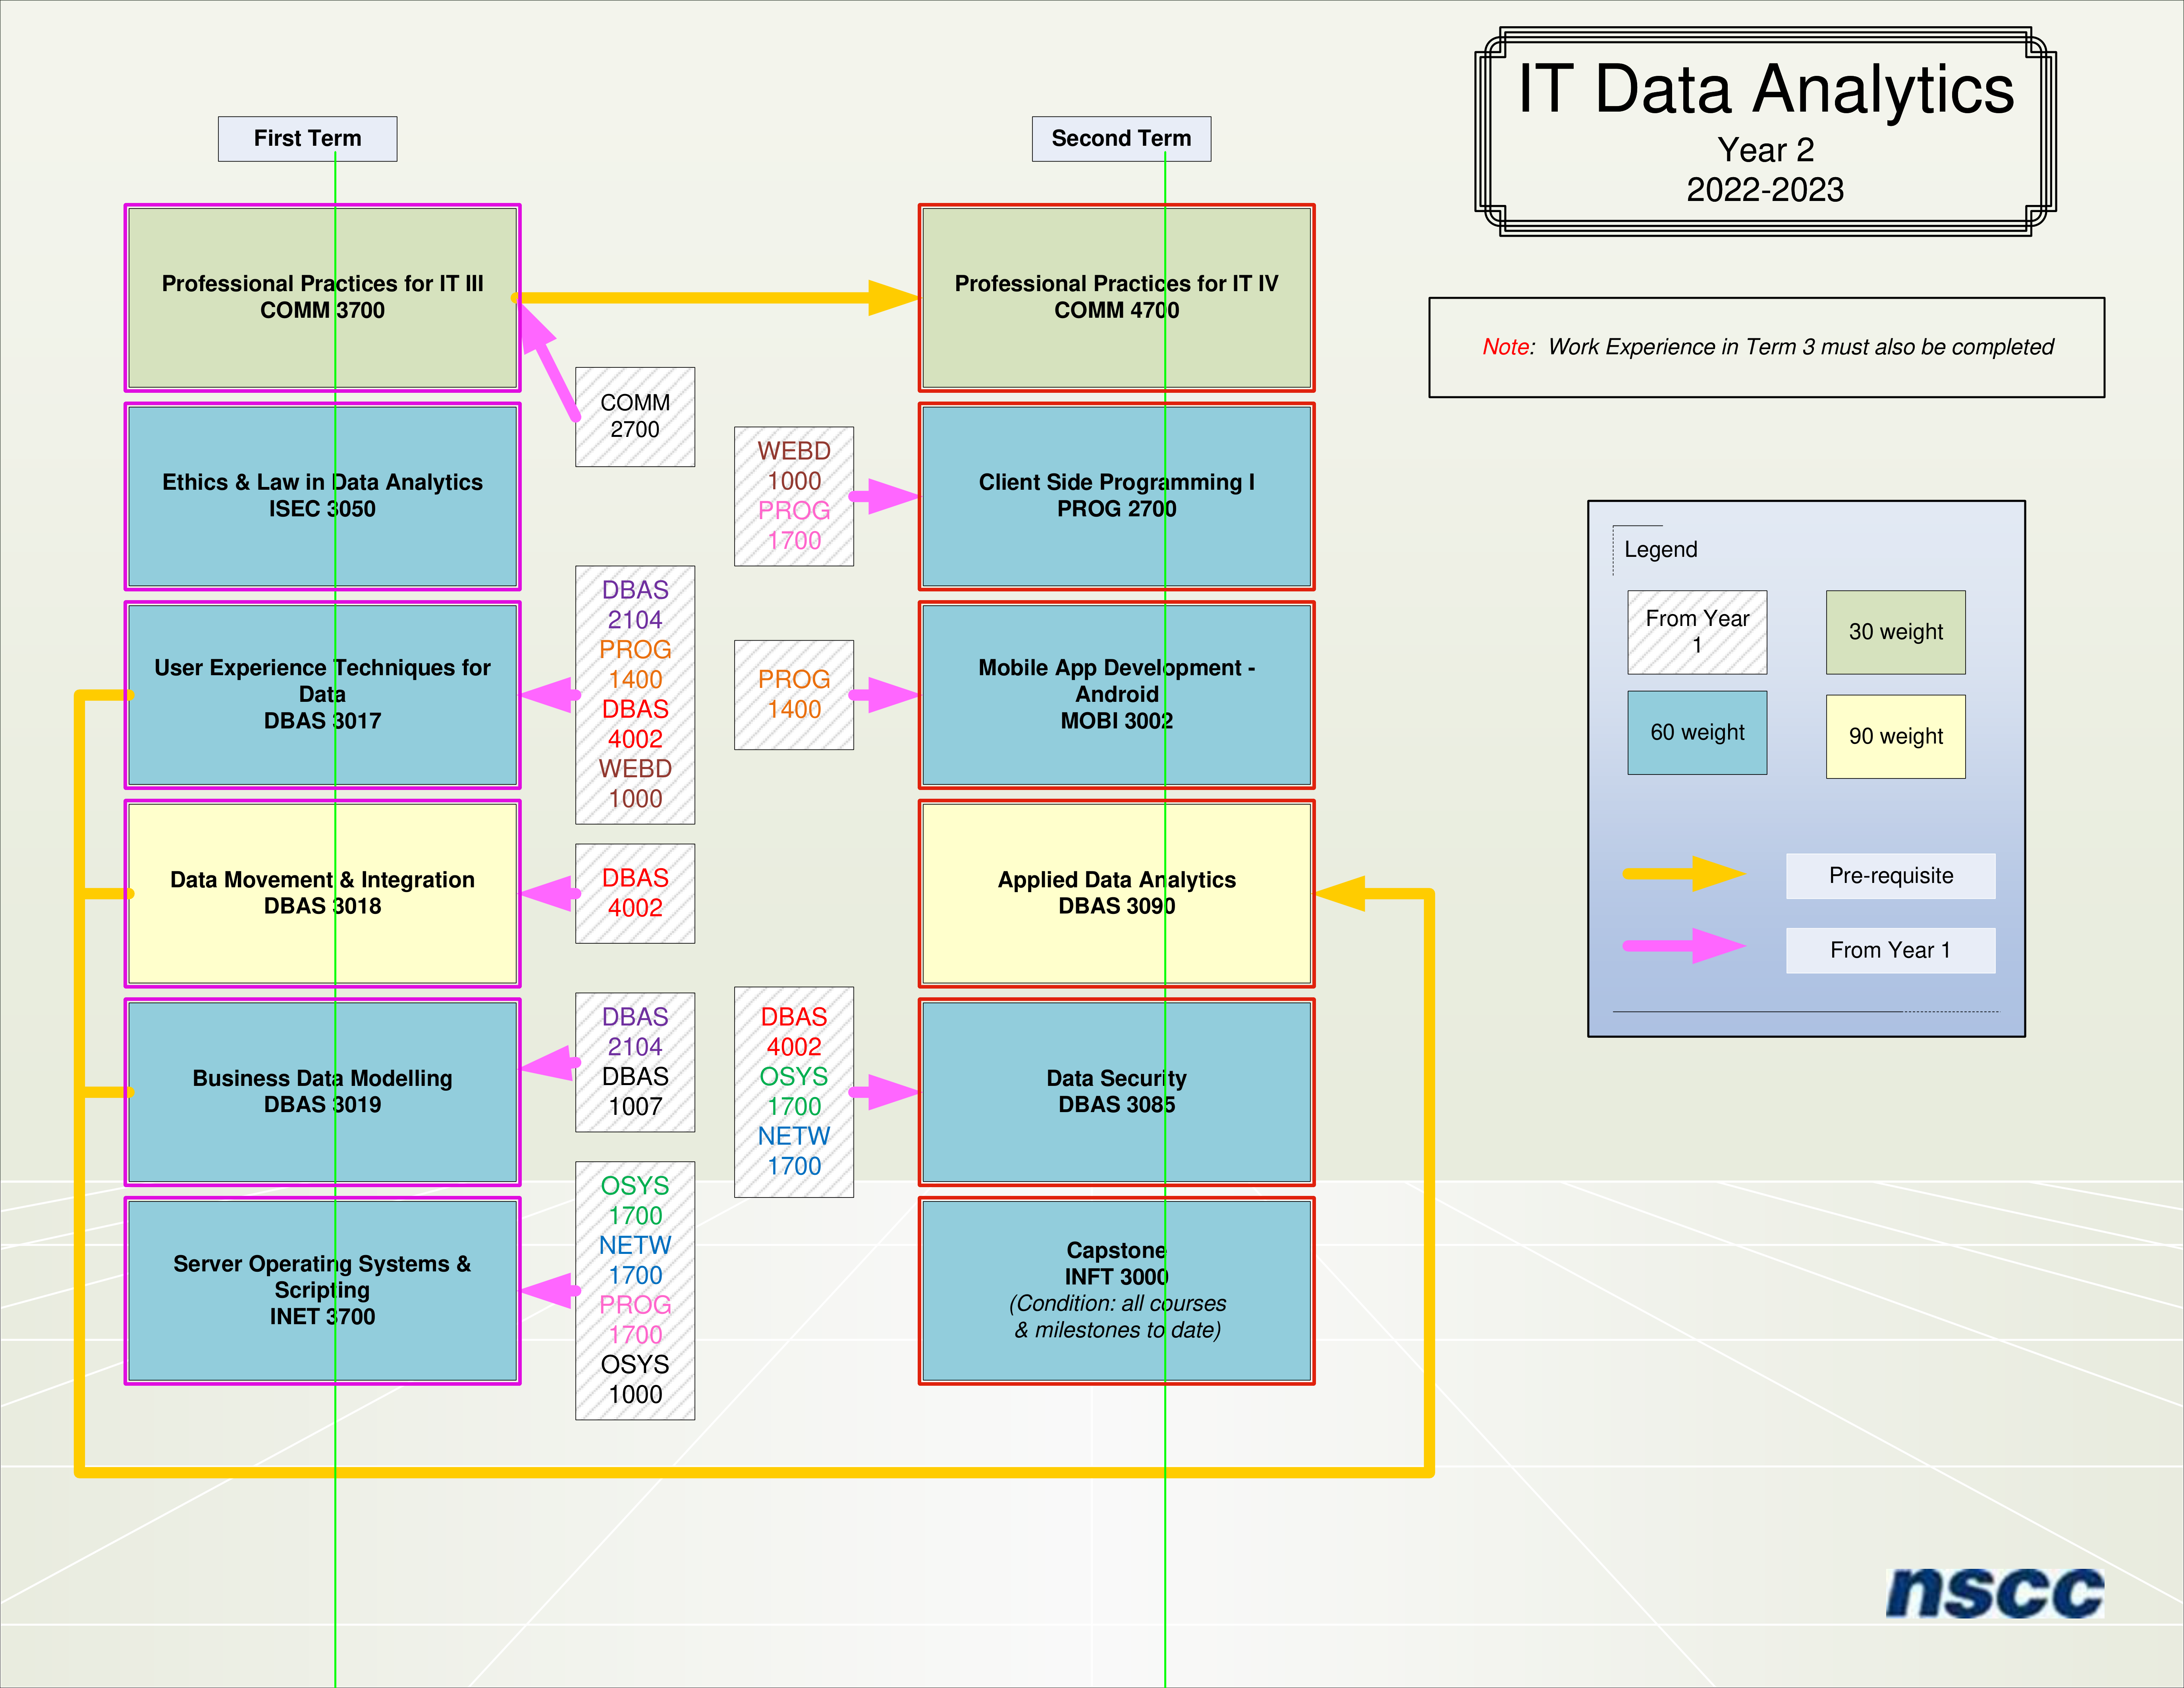 IT Data Analytics
Year 2
2022-2023
First Term
Second Term
Professional Practices for IT III
COMM 3700
Professional Practices for IT IV
COMM 4700
Note:  Work Experience in Term 3 must also be completed
COMM
2700
Ethics & Law in Data Analytics
ISEC 3050
WEBD
1000
PROG
1700
Client Side Programming I
PROG 2700
User Experience Techniques for
Data
DBAS 3017
DBAS
2104
PROG
1400
DBAS
4002
WEBD
1000
PROG
1400
Mobile App Development -
Android
MOBI 3002
Data Movement & Integration
DBAS 3018
DBAS
4002
Applied Data Analytics
DBAS 3090
Business Data Modelling
DBAS 3019
DBAS
2104
DBAS
1007
DBAS
4002
OSYS
1700
NETW
1700
Data Security
DBAS 3085
Server Operating Systems &
Scripting
INET 3700
OSYS
1700
NETW
1700
PROG
1700
OSYS
1000
Capstone
INFT 3000
(Condition: all courses
& milestones to date)
Legend
From Year
1
30 weight
60 weight
90 weight
Pre-requisite
From Year 1
nscc